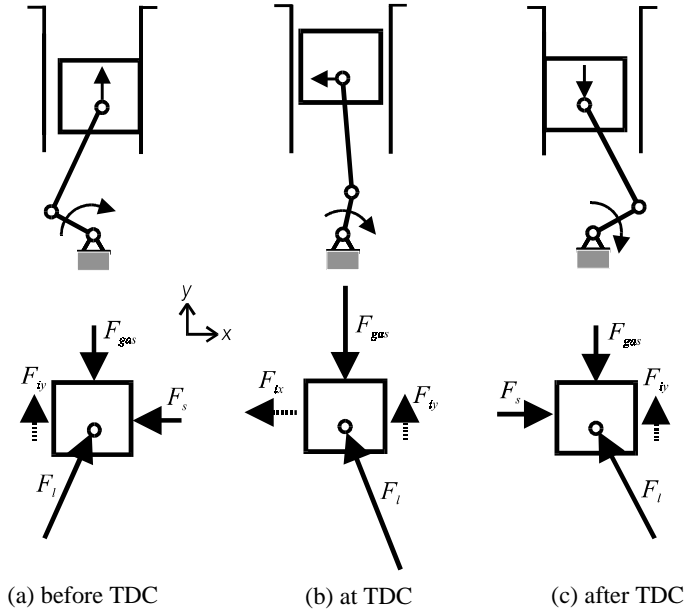 y
x
F_gas
F_iy
F_s
F_l
F_gas
F_ix
F_iy
F_l
F_gas
F_s
F_iy
F_l
(a) before TDC
(b) at TDC
(c) after TDC